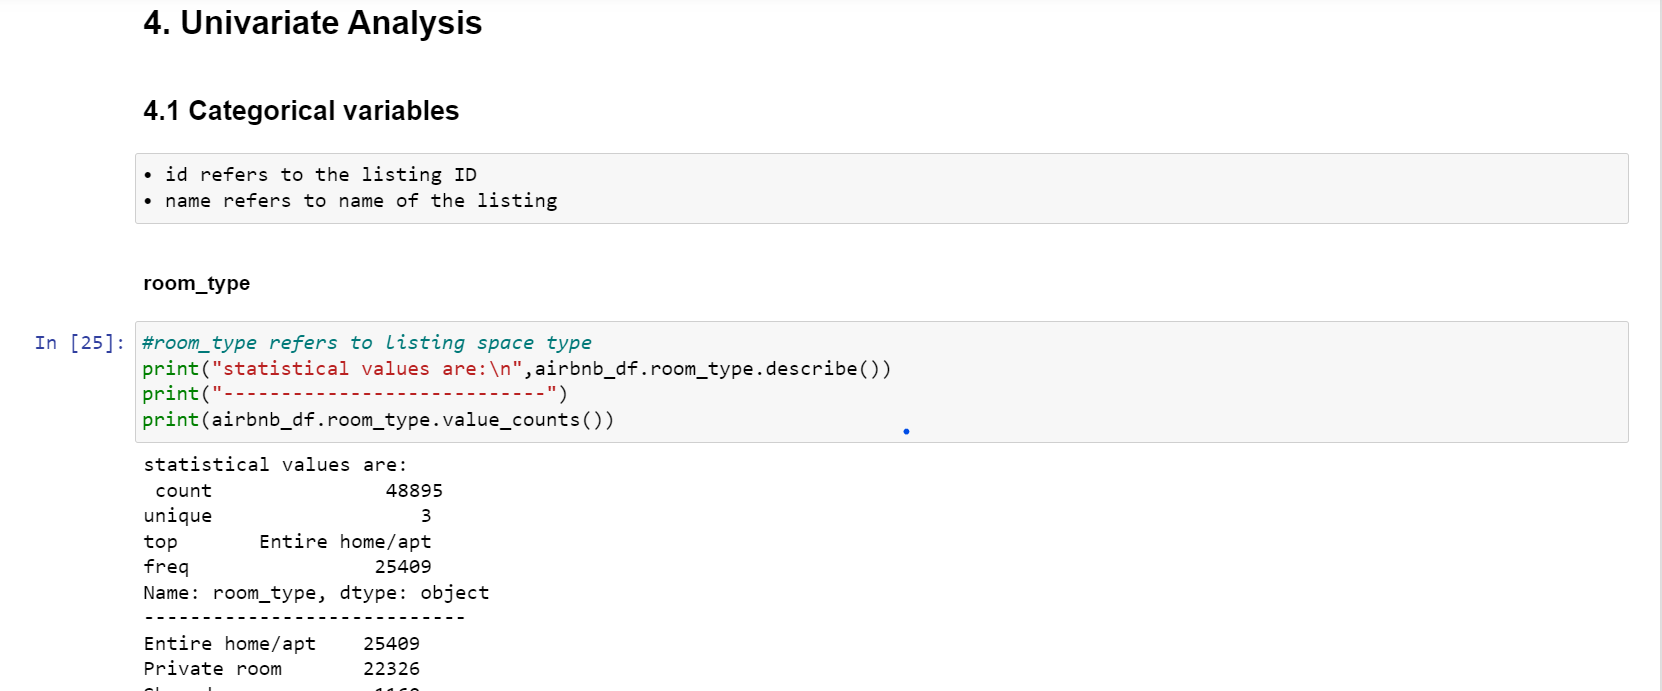 4. Univariate Analysis
4.1 Categorical variables
• id refers to the listing ID
• name refers to name of the listing
room_type
In [25]: #room_type refers to listing space type
print("statistical values are:\n",airbnb_df.room_type.describe())
print("----------------------------")
print(airbnb_df.room_type.value_counts())
statistical values are:
 count               48895
unique                  3
top       Entire home/apt
freq                25409
Name: room_type, dtype: object
----------------------------
Entire home/apt    25409
Private room       22326